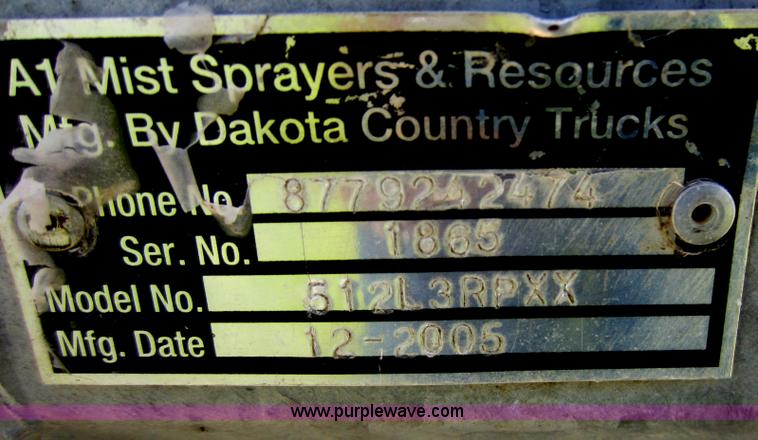 A1 Mist Sprayers & Resources
Mfg. By Dakota Country Trucks
Phone No. 8779242474
Ser. No. 1865
Model No. 512L3RPXX
Mfg. Date 12-2005
www.purplewave.com